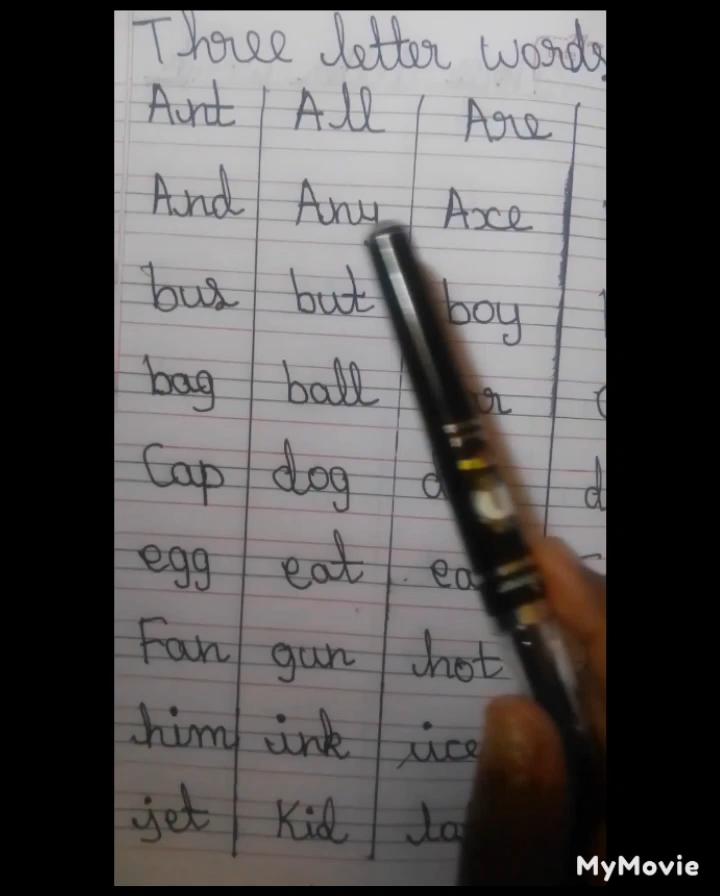 Three letter words
Ant All Are
And Any Axe
bus but boy
bag ball
Cap dog
egg eat
Fan gun hot
him ink ice
jet Kid
MyMovie